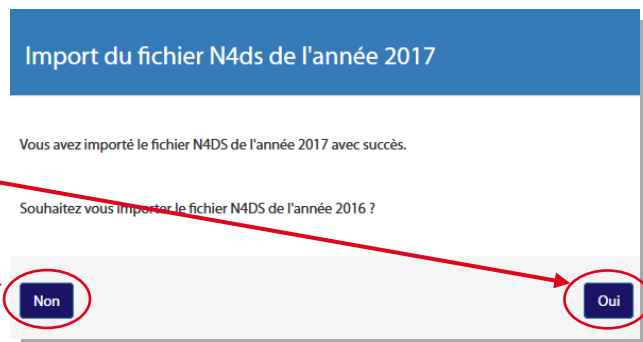 Import du fichier N4ds de l'année 2017
Vous avez importé le fichier N4DS de l'année 2017 avec succès.
Souhaitez vous importer le fichier N4DS de l'année 2016 ?
Non
Oui